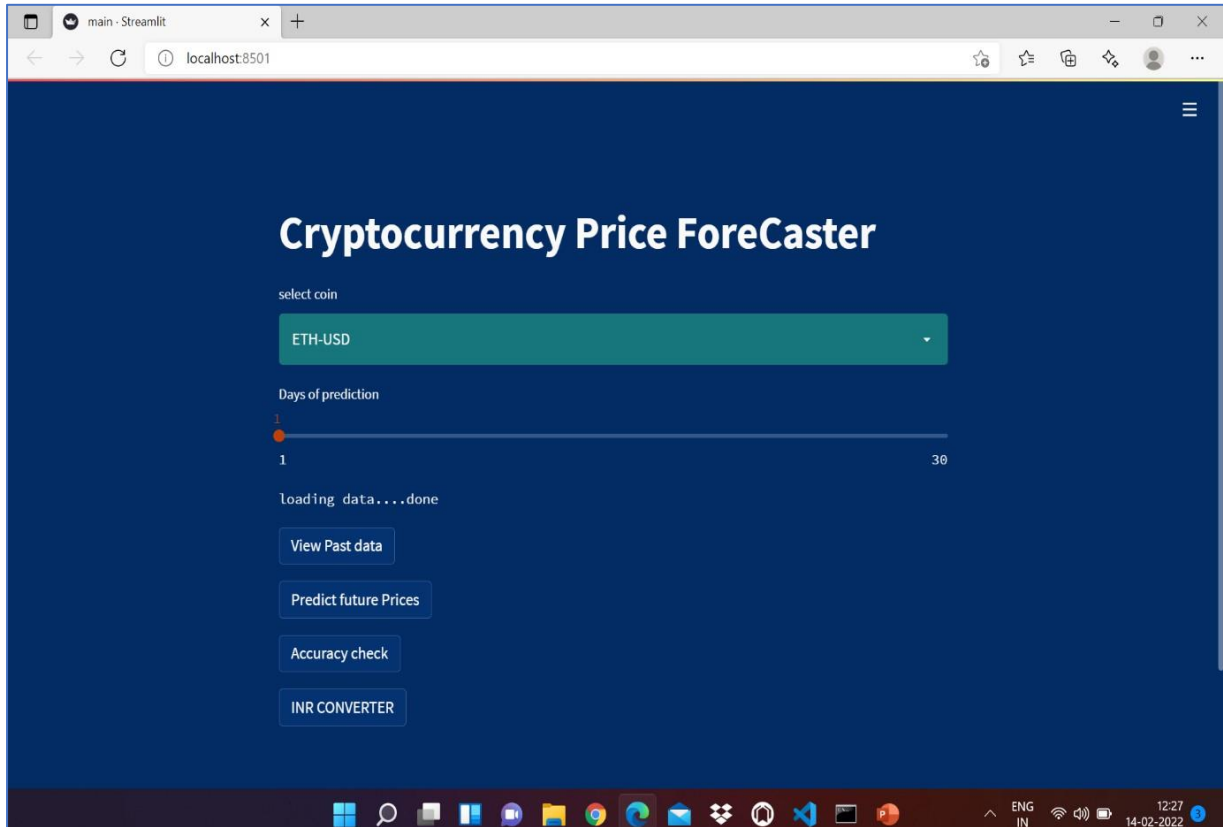 main - Streamlit
localhost:8501
Cryptocurrency Price ForeCaster
select coin
ETH-USD
Days of prediction
1
1 30
loading data....done
View Past data
Predict future Prices
Accuracy check
INR CONVERTER
ENG 12:27
IN 14-02-2022 3